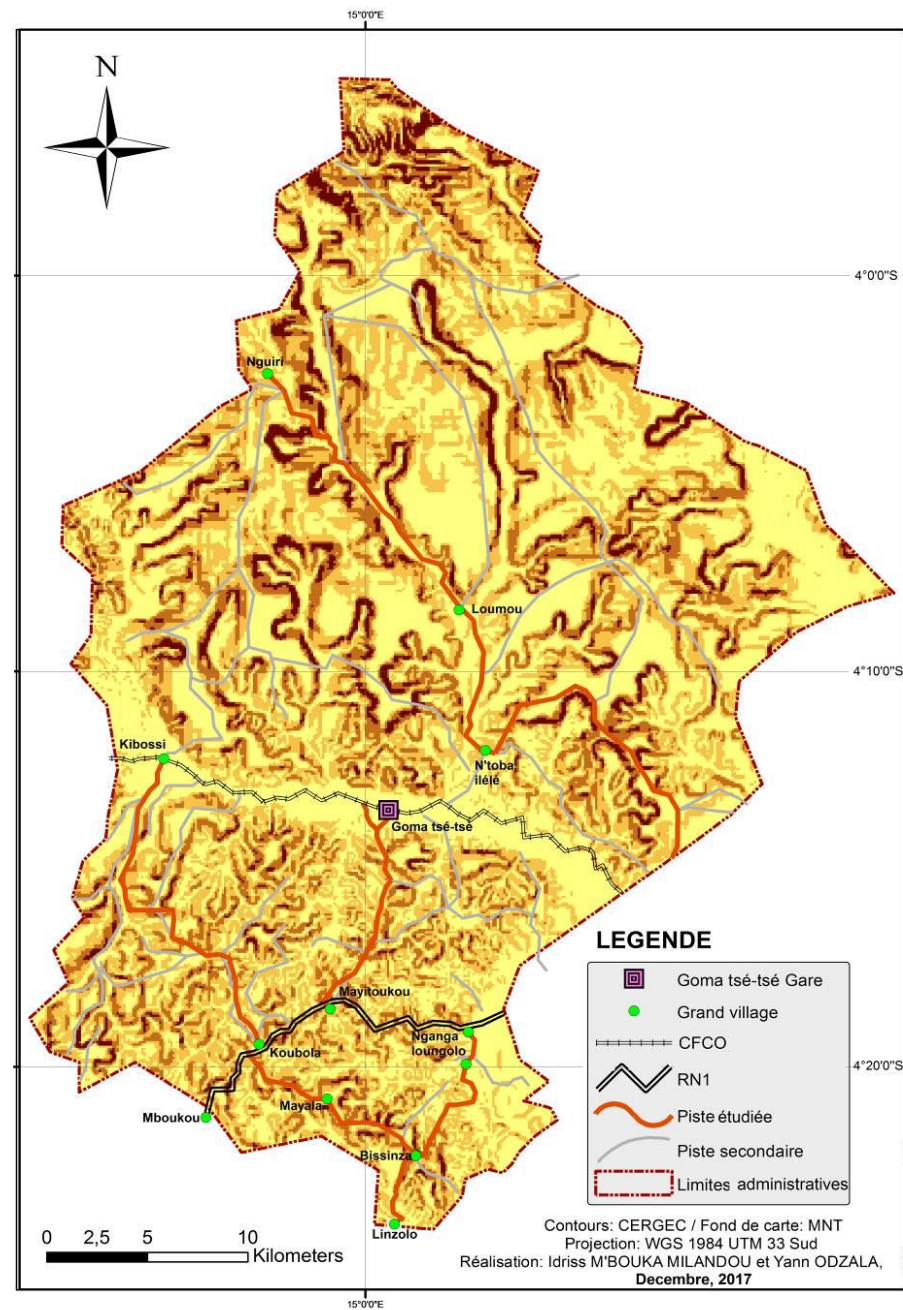 15°0'0"E
N
4°0'0"S
Nguiri
Loumou
4°10'0"S
Kibossi
N'toba
ilélé
Goma tsé-tsé
LEGENDE
Goma tsé-tsé Gare
Grand village
CFCO
RN1
Piste étudiée
Piste secondaire
Limites administratives
Mayitoukou
Nganga
loungolo
Koubola
4°20'0"S
Mayala
Mboukou
Bissinza
Linzolo
0 2,5 5 10
Kilometers
Contours: CERGEC / Fond de carte: MNT
Projection: WGS 1984 UTM 33 Sud
Réalisation: Idriss M'BOUKA MILANDOU et Yann ODZALA,
Decembre, 2017
15°0'0"E